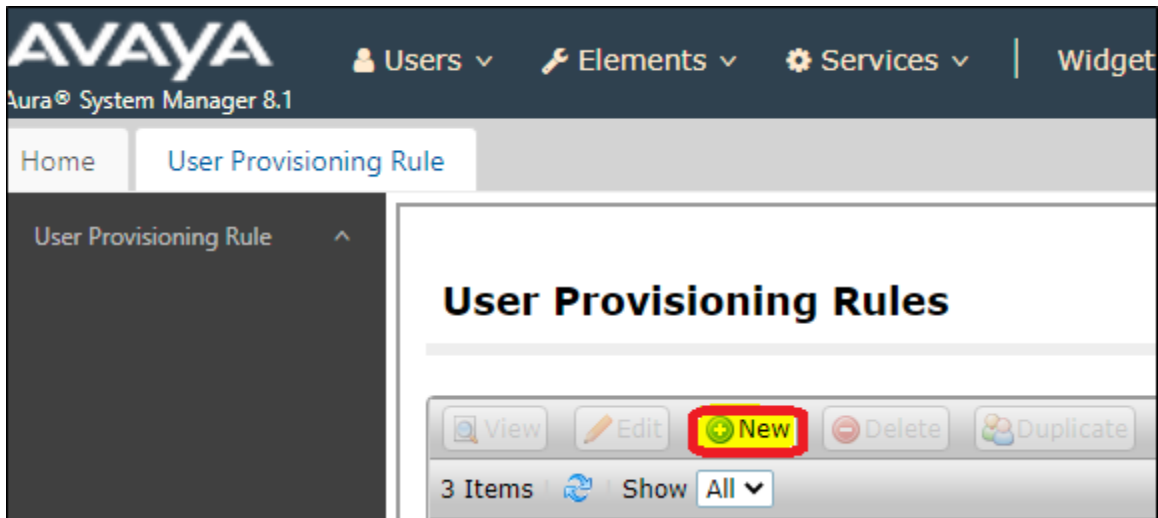 AVAYA
Users Elements Services Widget
Aura® System Manager 8.1
Home User Provisioning Rule
User Provisioning Rule
User Provisioning Rules
View Edit New Delete Duplicate
3 Items Show All